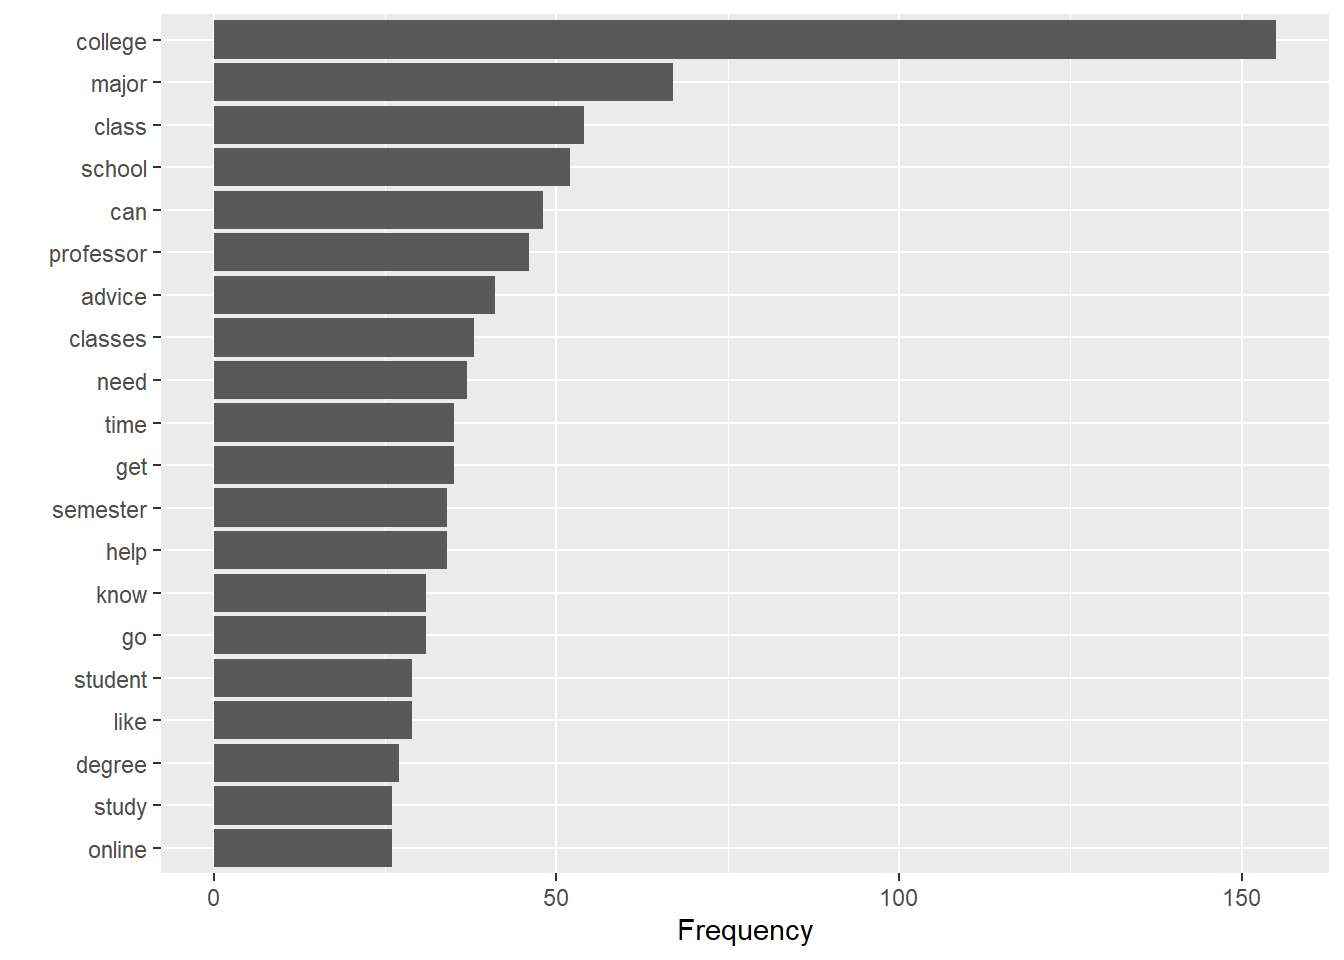 college
major
class
school
can
professor
advice
classes
need
time
get
semester
help
know
go
student
like
degree
study
online
0 50 100 150
Frequency